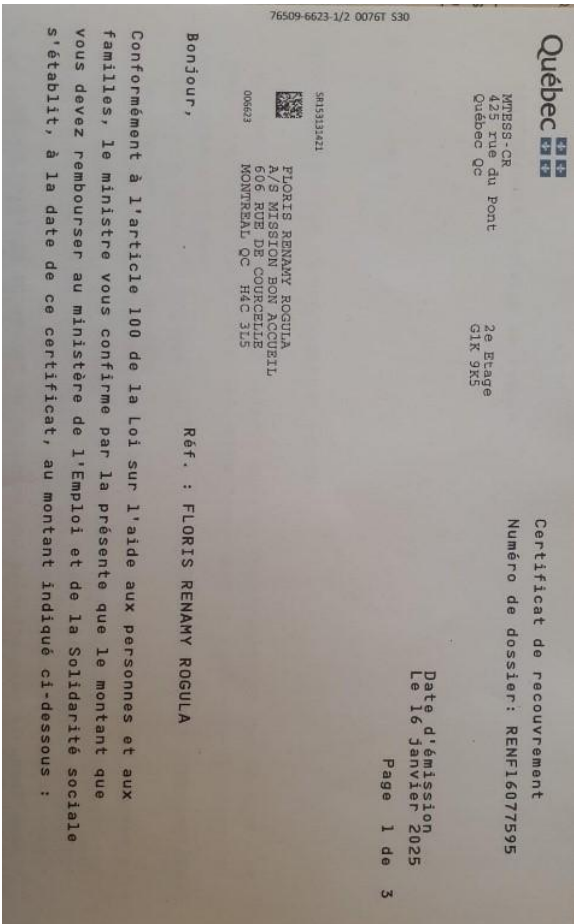 Québec
Certificat de recouvrement
Numéro de dossier: RENF16077595
MTESS-CR
425 rue du Pont 2e Etage
Québec Qc G1K 9K5
Date d'émission
Le 16 janvier 2025
Page 1 de 3
76509-6623-1/2 0076T S30
SR153131421
006623
FLORIS RENAMY ROGULA
A/S MISSION BON ACCUEIL
606 RUE DE COURCELLE
MONTREAL QC H4C 3L5
Réf. : FLORIS RENAMY ROGULA
Bonjour,
Conformément à l'article 100 de la Loi sur l'aide aux personnes et aux
familles, le ministre vous confirme par la présente que le montant que
vous devez rembourser au ministère de l'Emploi et de la Solidarité sociale
s'établit, à la date de ce certificat, au montant indiqué ci-dessous :